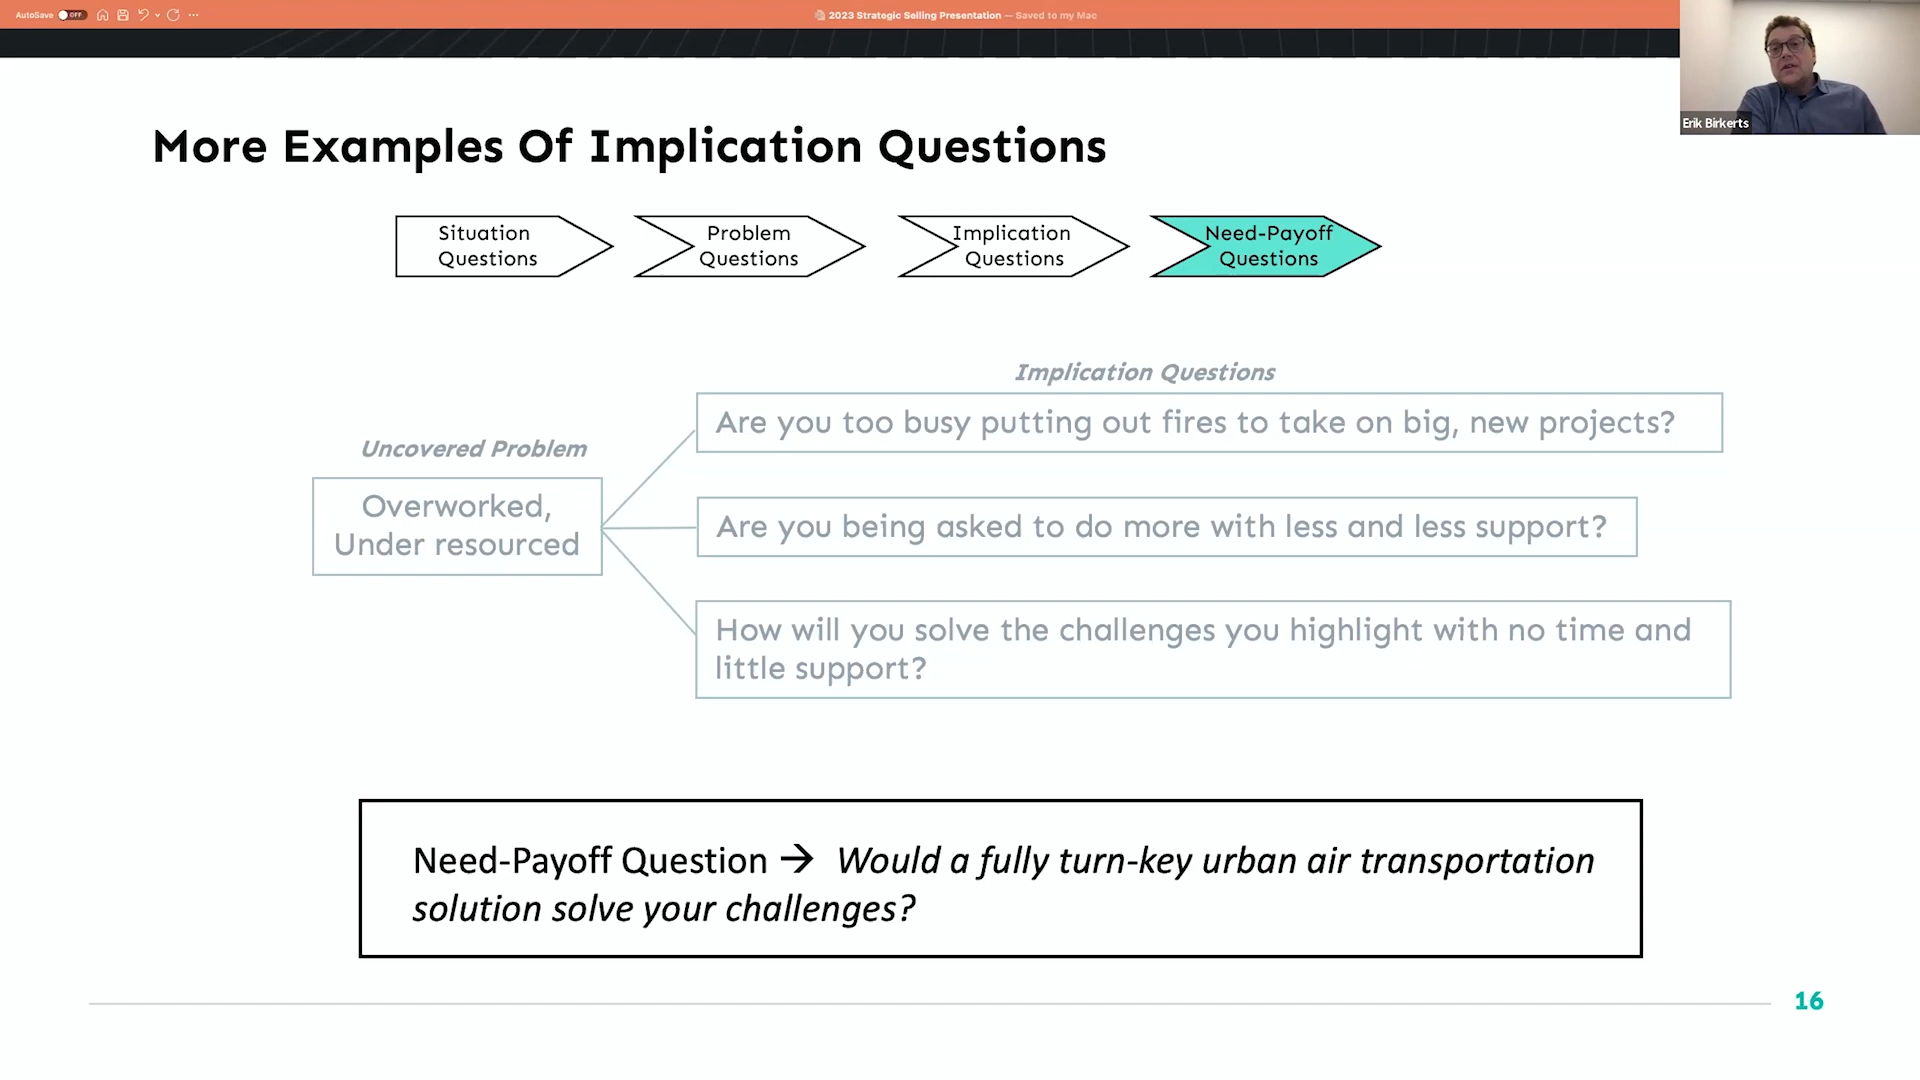 AutoSave OFF
2023 Strategic Selling Presentation — Saved to my Mac
Erik Birkerts
More Examples Of Implication Questions
Situation
Questions
Problem
Questions
Implication
Questions
Need-Payoff
Questions
Implication Questions
Are you too busy putting out fires to take on big, new projects?
Uncovered Problem
Overworked,
Under resourced
Are you being asked to do more with less and less support?
How will you solve the challenges you highlight with no time and
little support?
Need-Payoff Question → Would a fully turn-key urban air transportation
solution solve your challenges?
16